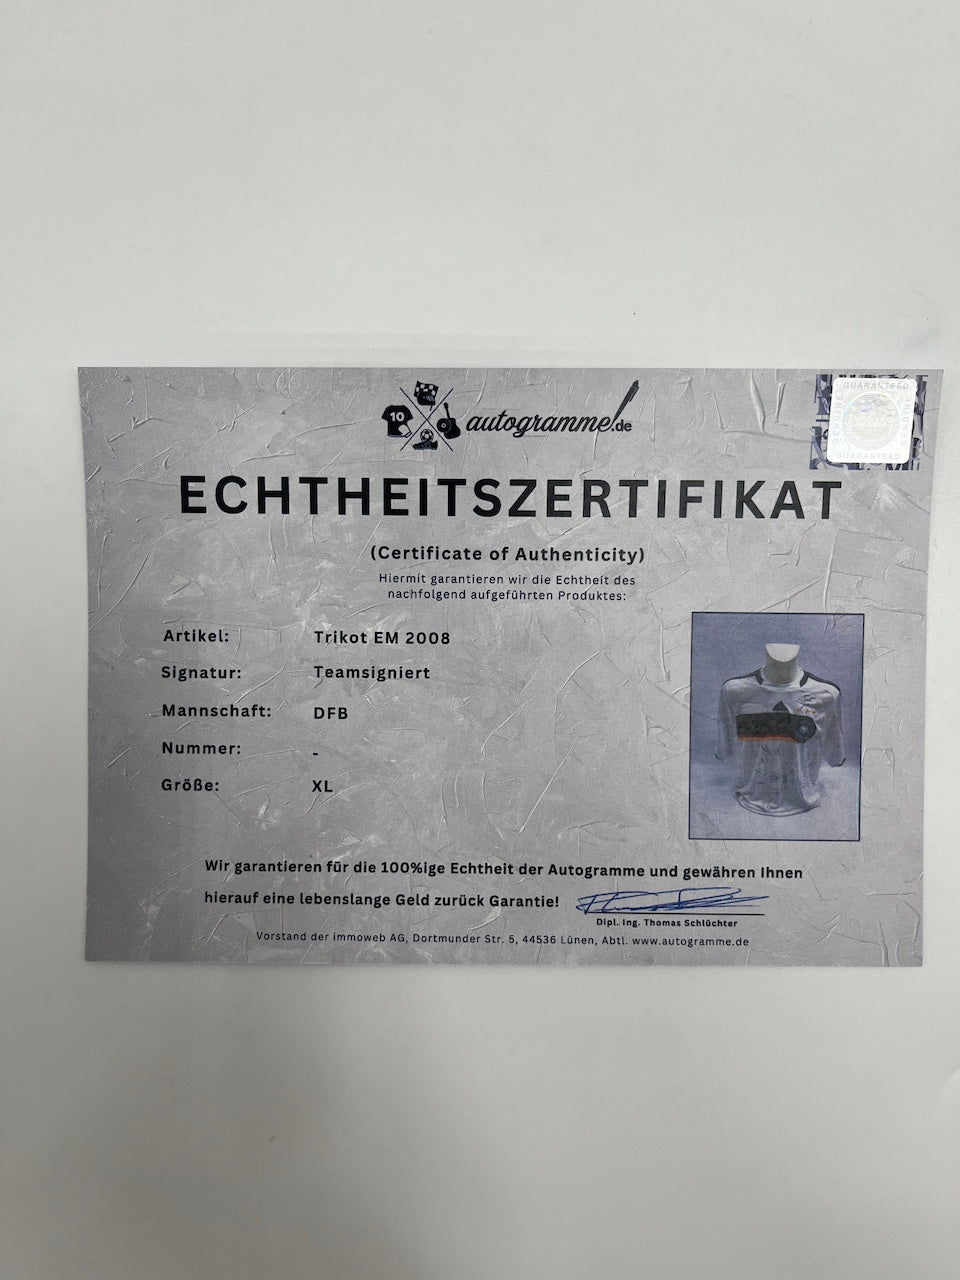 10
autogramme!.de
GUARANTEED
GENUINE
GENUINE
GUARANTEED
ECHTHEITSZERTIFIKAT
(Certificate of Authenticity)
Hiermit garantieren wir die Echtheit des
nachfolgend aufgeführten Produktes:
Artikel: Trikot EM 2008
Signatur: Teamsigniert
Mannschaft: DFB
Nummer: -
Größe: XL
Wir garantieren für die 100%ige Echtheit der Autogramme und gewähren Ihnen
hierauf eine lebenslange Geld zurück Garantie!
Dipl. Ing. Thomas Schlüchter
Vorstand der immoweb AG, Dortmunder Str. 5, 44536 Lünen, Abtl. www.autogramme.de